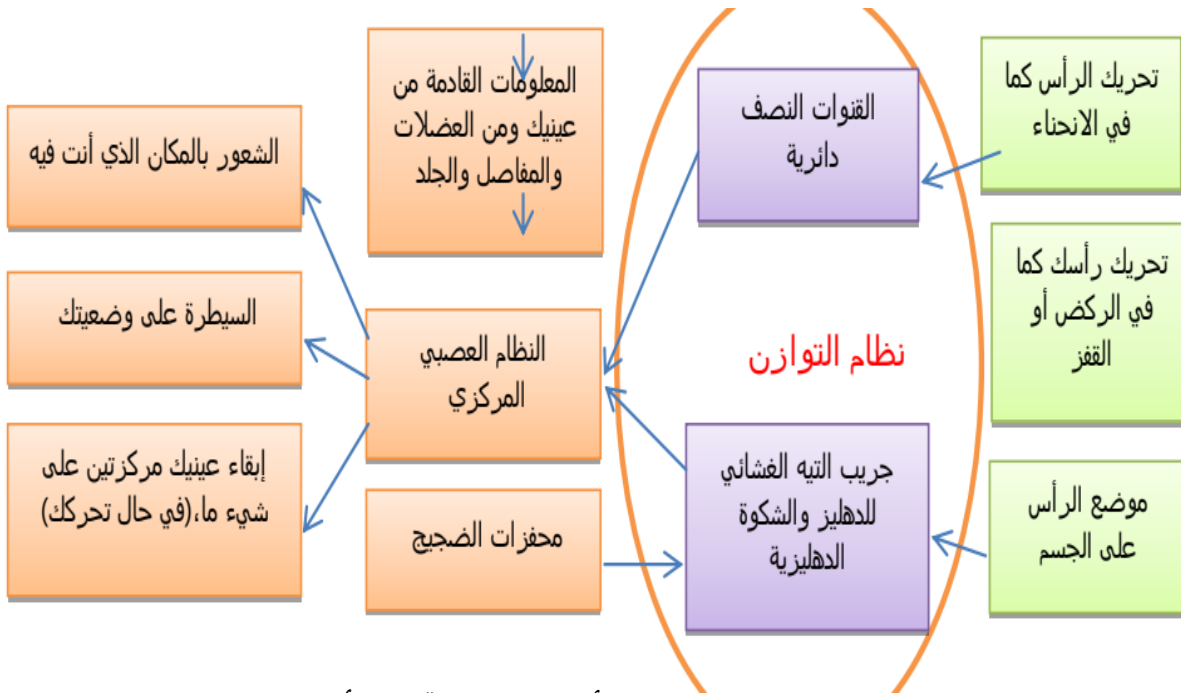 تحريك الرأس كما
في الانحناء
تحريك رأسك كما
في الركض أو
القفز
موضع الرأس
على الجسم
القنوات النصف
دائرية
نظام التوازن
جريب التيه الغشائي
للدهليز والشكوة
الدهليزية
المعلومات القادمة من
عينيك ومن العضلات
والمفاصل والجلد
النظام العصبي
المركزي
محفزات الضجيج
الشعور بالمكان الذي أنت فيه
السيطرة على وضعيتك
إبقاء عينيك مركزتين على
شيء ما،(في حال تحركك)